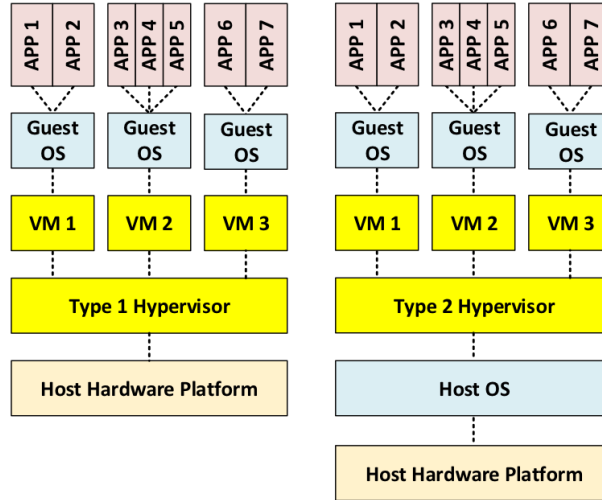 APP 1
APP 2
APP 3
APP 4
APP 5
APP 6
APP 7
Guest
OS
Guest
OS
Guest
OS
VM 1
VM 2
VM 3
Type 1 Hypervisor
Host Hardware Platform
APP 1
APP 2
APP 3
APP 4
APP 5
APP 6
APP 7
Guest
OS
Guest
OS
Guest
OS
VM 1
VM 2
VM 3
Type 2 Hypervisor
Host OS
Host Hardware Platform